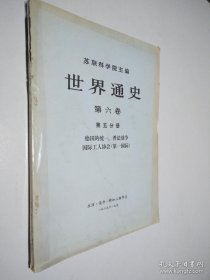 苏联科学院主编
世界通史
第六卷
第五分册
德国的统一、普法战争
国际工人协会(第一国际)